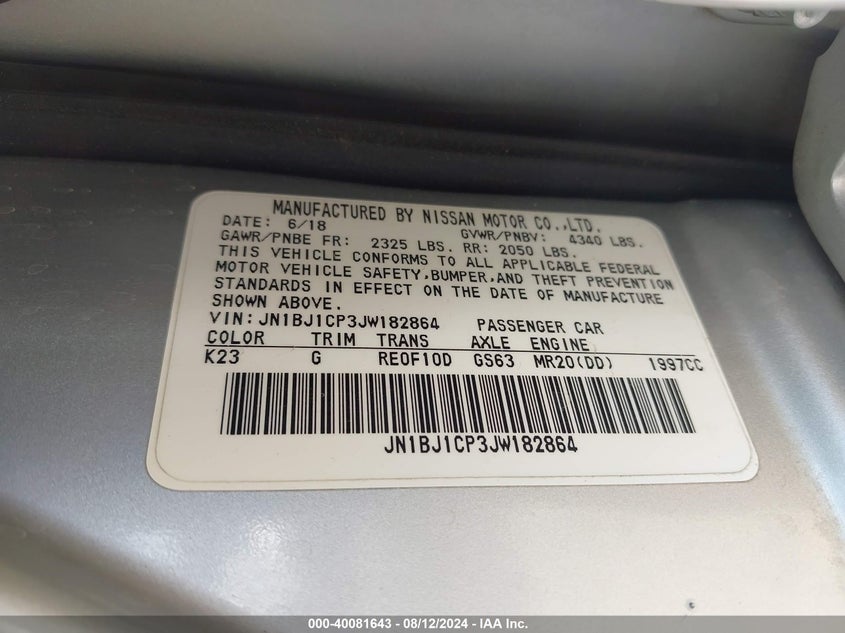 MANUFACTURED BY NISSAN MOTOR CO.,LTD.
DATE: 6/18 GVWR/PNBV: 4340 LBS.
GAWR/PNBE FR: 2325 LBS. RR: 2050 LBS.
THIS VEHICLE CONFORMS TO ALL APPLICABLE FEDERAL
MOTOR VEHICLE SAFETY,BUMPER,AND THEFT PREVENTION
STANDARDS IN EFFECT ON THE DATE OF MANUFACTURE
SHOWN ABOVE.
VIN:JN1BJ1CP3JW182864 PASSENGER CAR
COLOR TRIM TRANS AXLE ENGINE
K23 G RE0F10D GS63 MR20(DD) 1997CC
JN1BJ1CP3JW182864
000-40081643 - 08/12/2024 - IAA Inc.